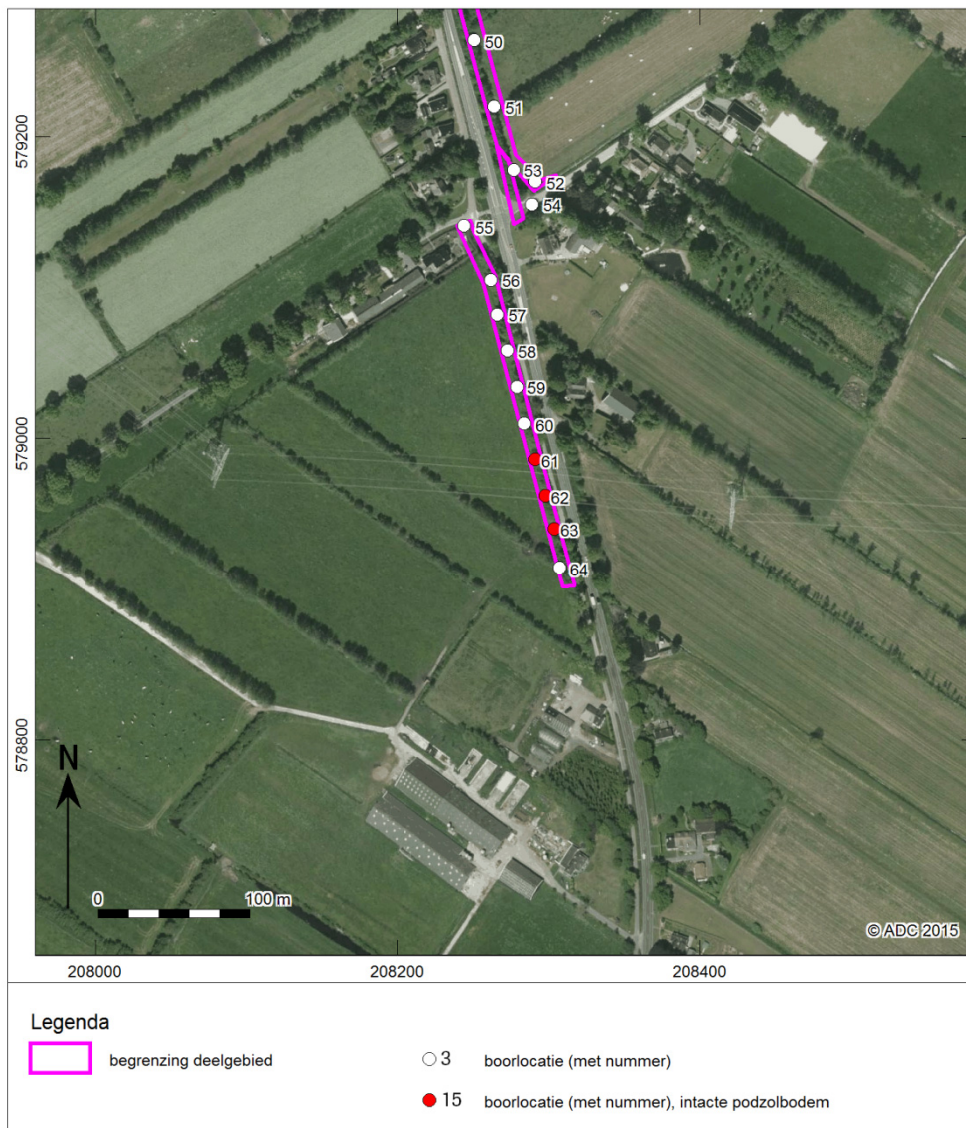 50
51
53
52
54
55
56
57
58
59
60
61
62
63
64
579200
579000
578800
N
0 100 m
© ADC 2015
208000 208200 208400
Legenda
begrenzing deelgebied
3 boorlocatie (met nummer)
15 boorlocatie (met nummer), intacte podzolbodem